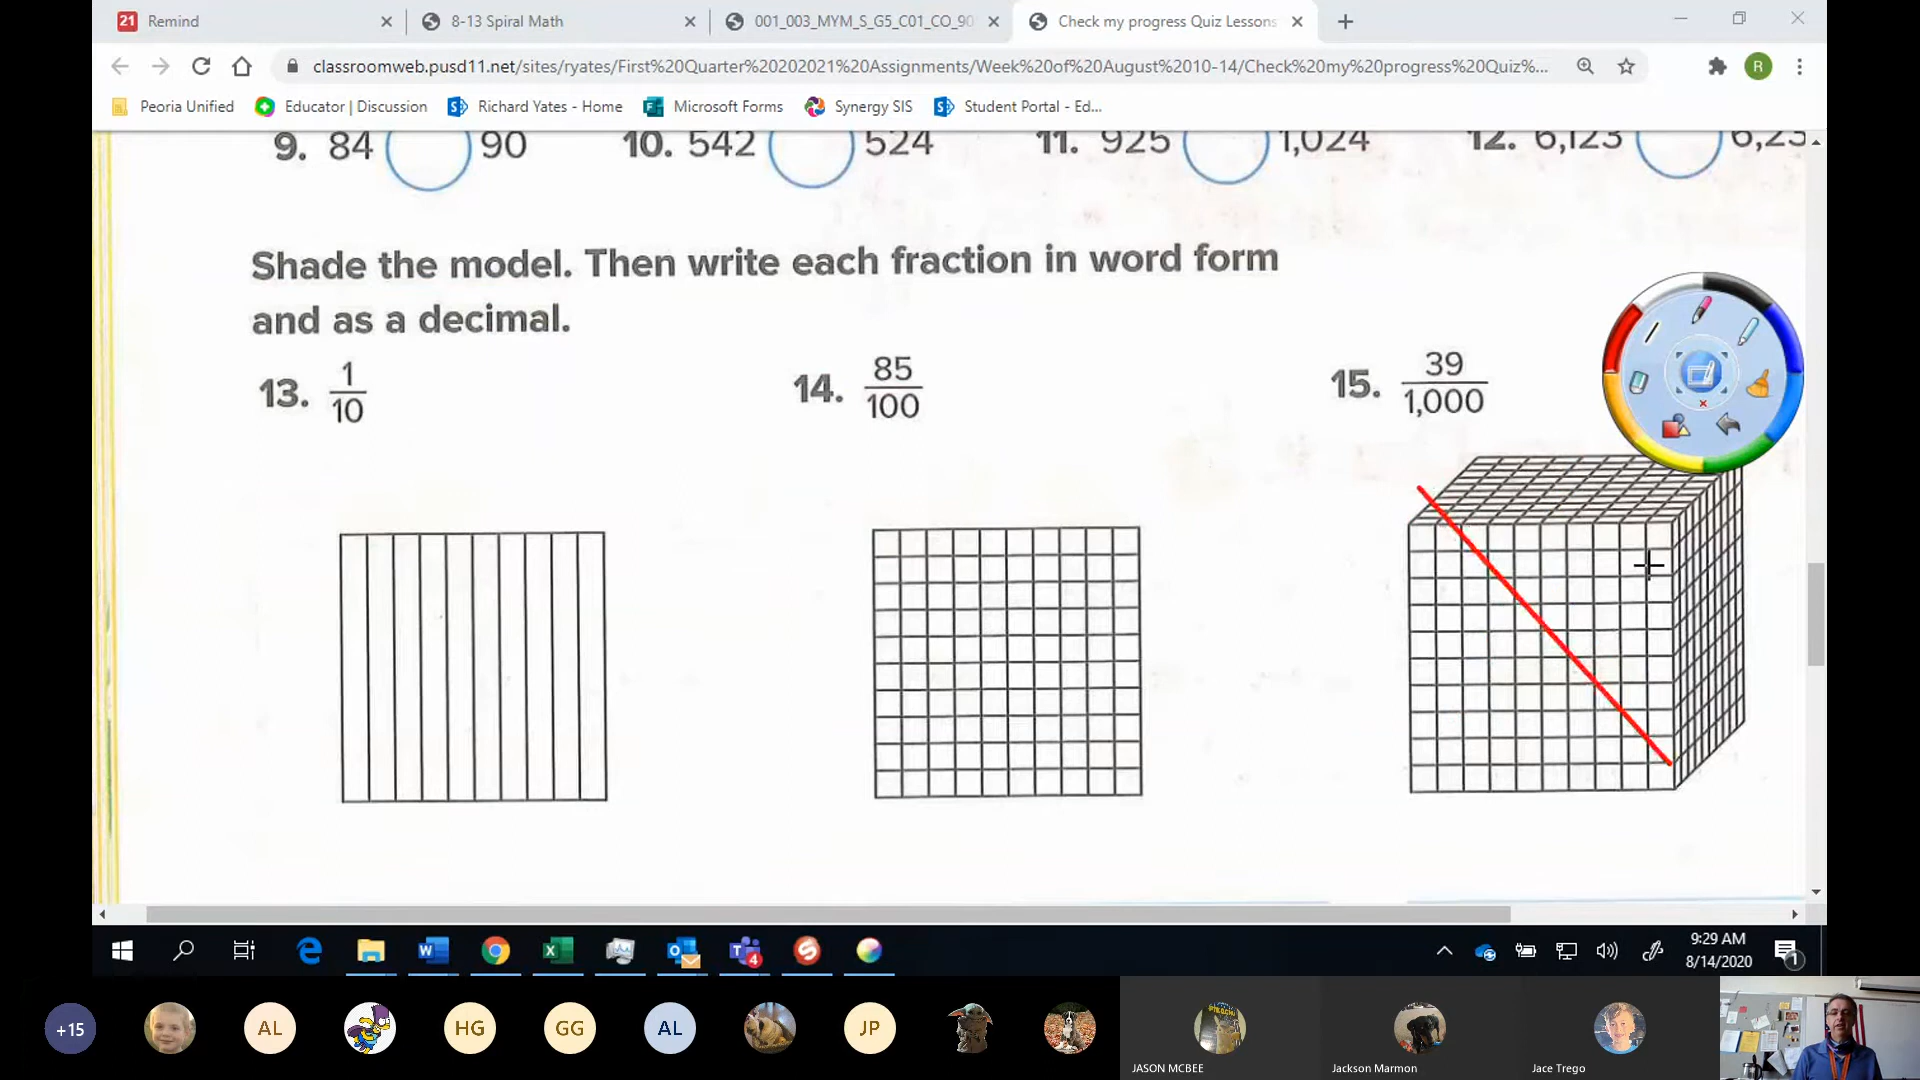 Remind
8-13 Spiral Math
001_003_MYM_S_G5_C01_CO_90
Check my progress Quiz Lessons
classroomweb.pusd11.net/sites/ryates/First%20Quarter%20202021%20Assignments/Week%20of%20August%2010-14/Check%20my%20progress%20Quiz%...
R
Peoria Unified
Educator | Discussion
Richard Yates - Home
Microsoft Forms
Synergy SIS
Student Portal - Ed...
9. 84 90 10. 542 524 11. 925 1,024 12. 6,123 6,23
Shade the model. Then write each fraction in word form
and as a decimal.
13. 1/10
14. 85/100
15. 39/1,000
9:29 AM
8/14/2020
+15
AL
HG
GG
AL
JP
JASON MCBEE
Jackson Marmon
Jace Trego